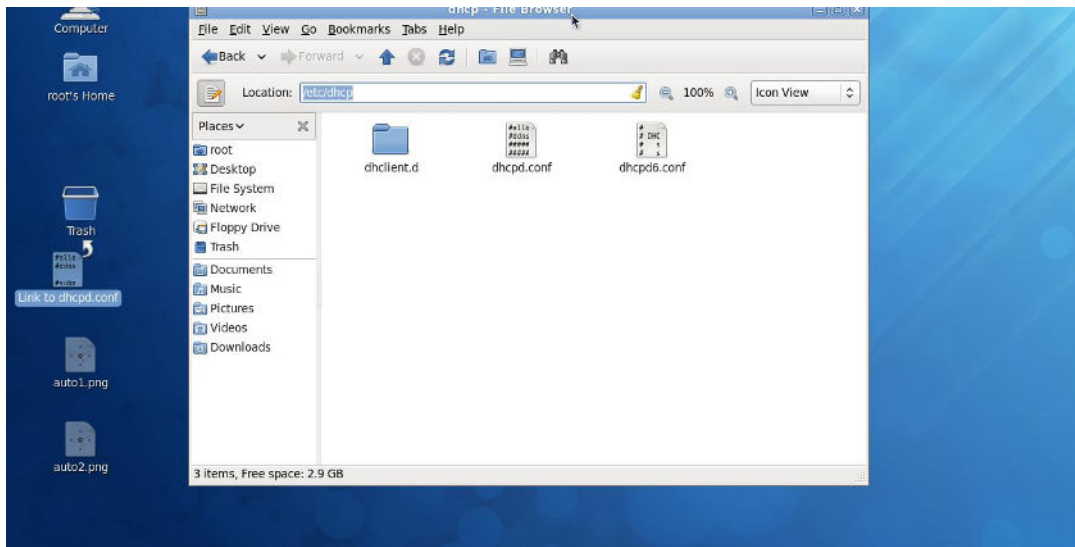 Computer
root's Home
Trash
Link to dhcpd.conf
auto1.png
auto2.png
dhcp - File Browser
File Edit View Go Bookmarks Tabs Help
Back Forward
Location: /etc/dhcp 100% Icon View
Places
root
Desktop
File System
Network
Floppy Drive
Trash
Documents
Music
Pictures
Videos
Downloads
dhclient.d dhcpd.conf dhcpd6.conf
3 items, Free space: 2.9 GB